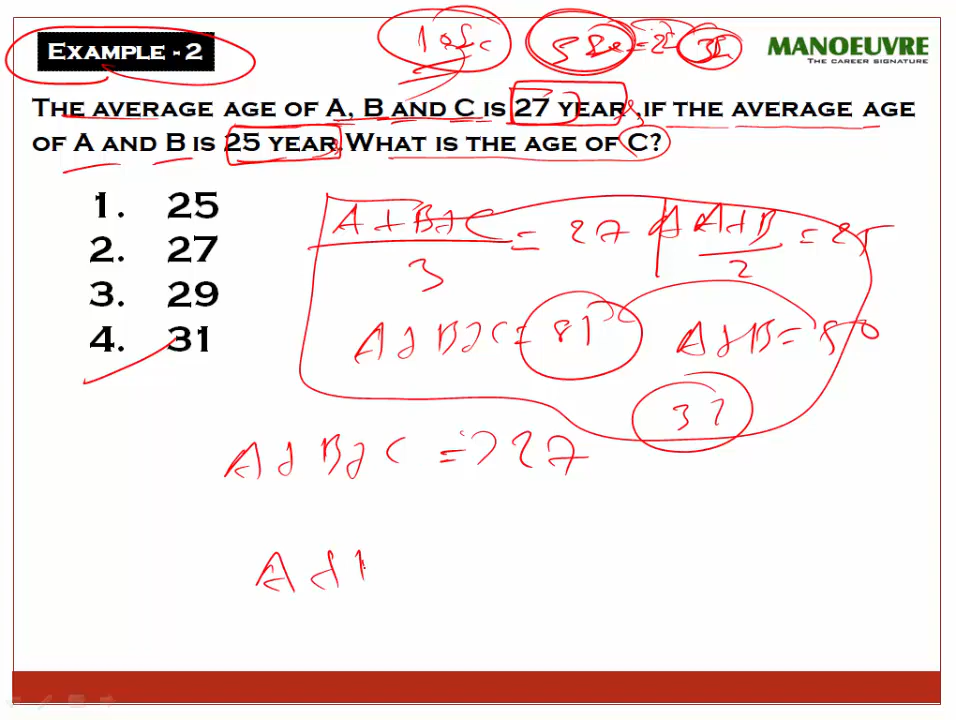 EXAMPLE - 2
MANOEUVRE
THE CAREER SIGNATURE
THE AVERAGE AGE OF A, B AND C IS 27 YEAR, IF THE AVERAGE AGE
OF A AND B IS 25 YEAR.WHAT IS THE AGE OF C?
1. 25
2. 27
3. 29
4. 31
A+B+C/3 = 27 A+B/2 = 25
A+B+C = 81 A+B = 50
31
A+B+C => 27
A +